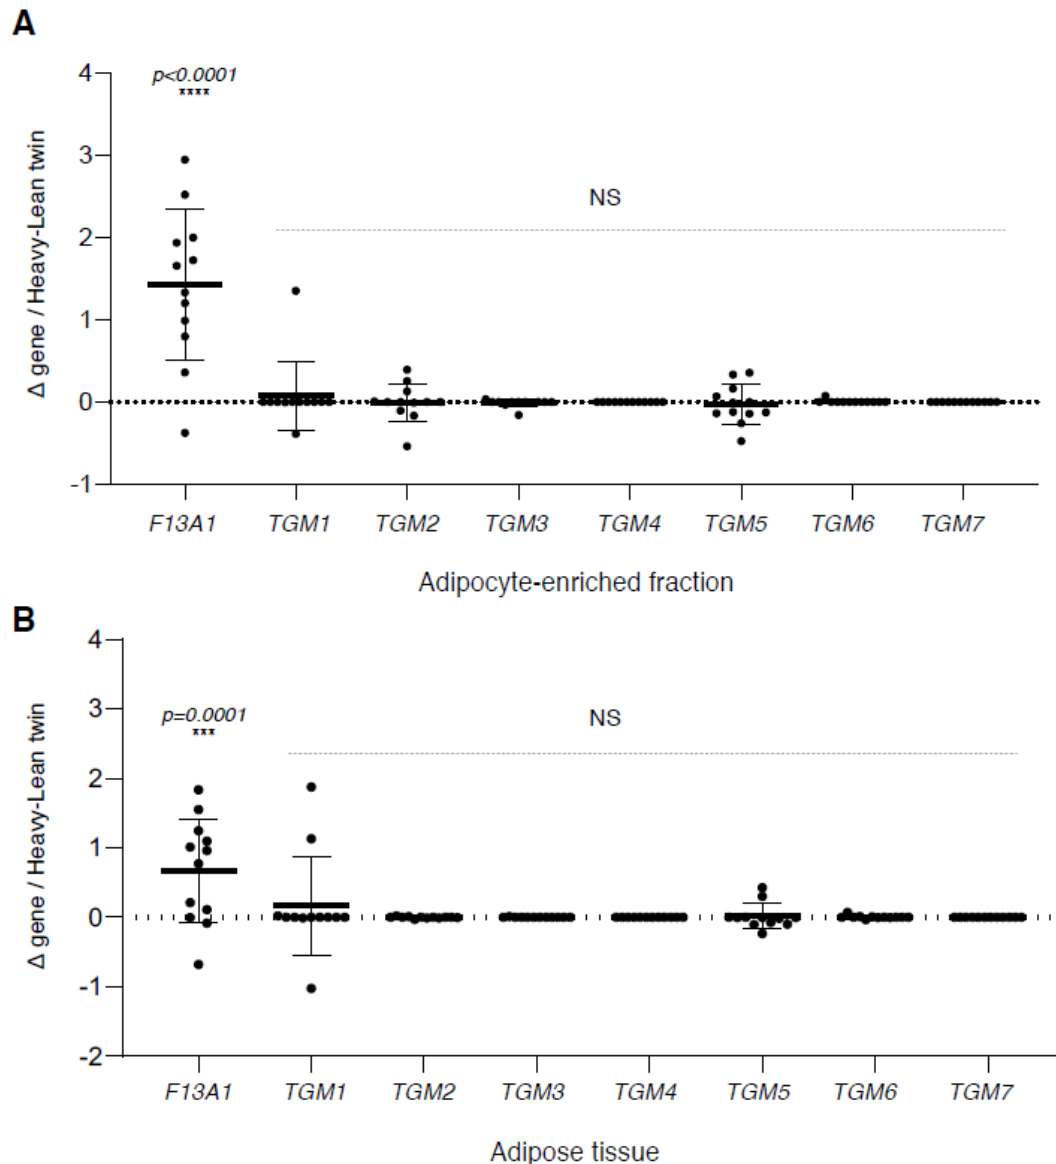 A
p<0.0001
****
4
3
2
1
0
-1
Δ gene / Heavy-Lean twin
NS
F13A1 TGM1 TGM2 TGM3 TGM4 TGM5 TGM6 TGM7
Adipocyte-enriched fraction
B
p=0.0001
***
4
3
2
1
0
-1
-2
Δ gene / Heavy-Lean twin
NS
F13A1 TGM1 TGM2 TGM3 TGM4 TGM5 TGM6 TGM7
Adipose tissue